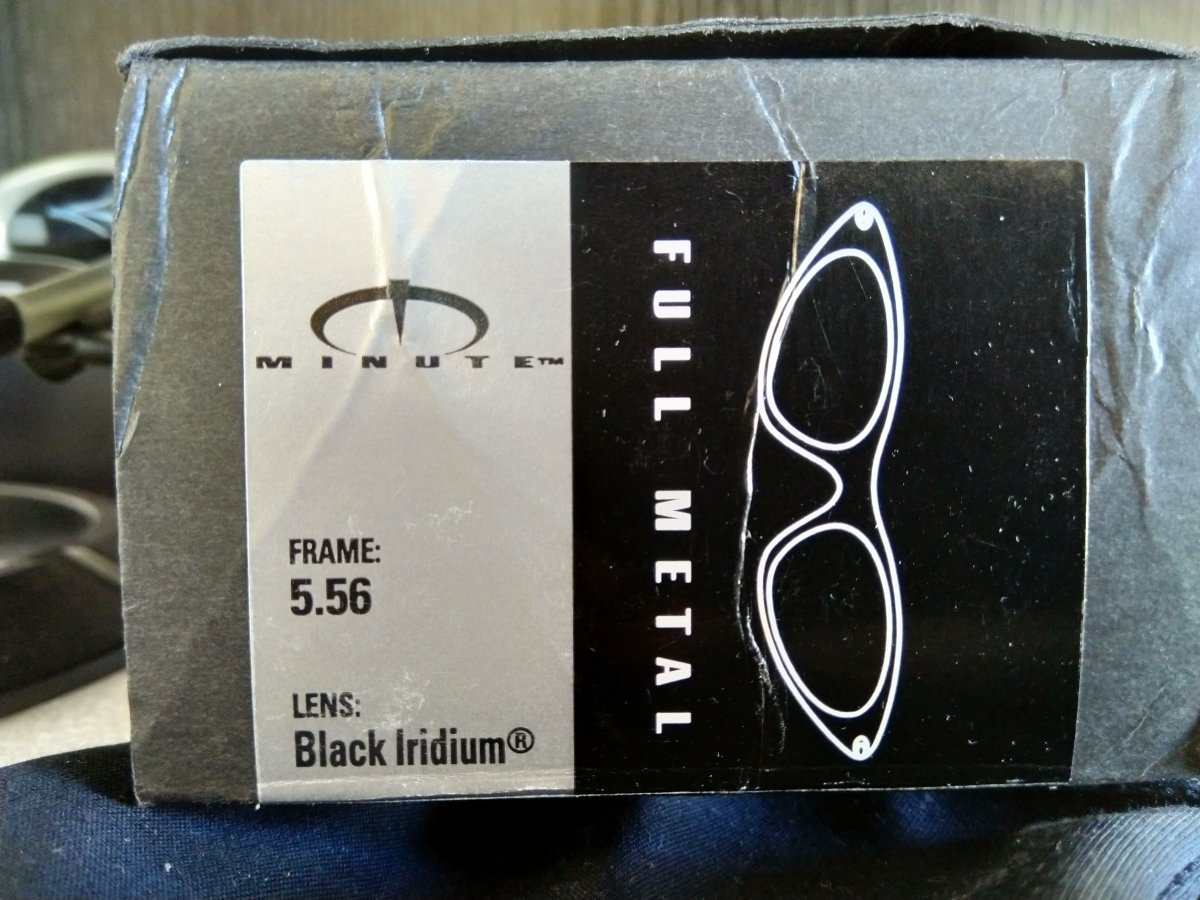 MINUTE™
FRAME:
5.56
LENS:
Black Iridium®
FULL METAL